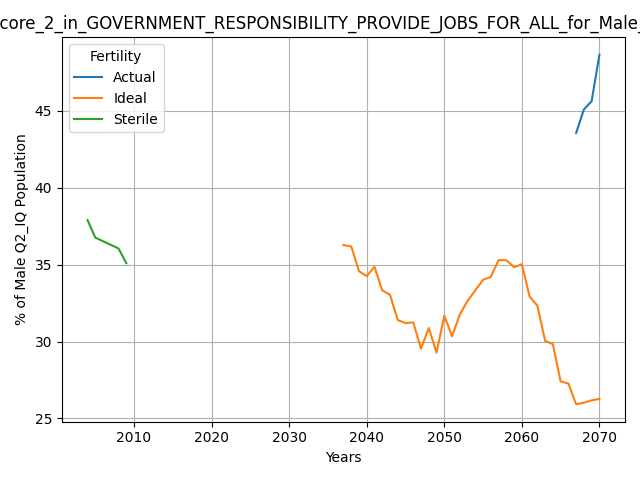 core_2_in_GOVERNMENT_RESPONSIBILITY_PROVIDE_JOBS_FOR_ALL_for_Male_
Fertility
Actual
Ideal
Sterile
% of Male Q2_IQ Population
45
40
35
30
25
2010 2020 2030 2040 2050 2060 2070
Years